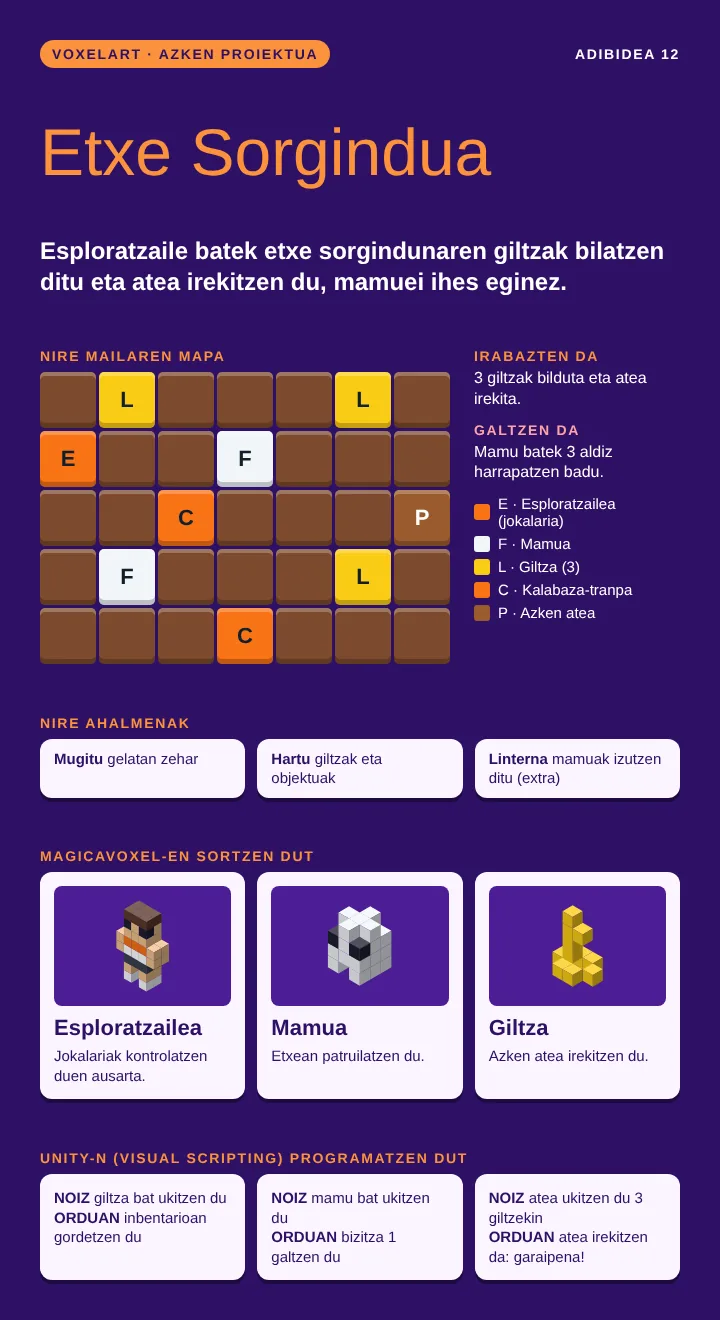 VOXELART · AZKEN PROIEKTUA
ADIBIDEA 12
Etxe Sorgindua
Esploratzaile batek etxe sorgindunaren giltzak bilatzen
ditu eta atea irekitzen du, mamuei ihes eginez.
NIRE MAILAREN MAPA
L L
E F
C P
F L
C
IRABAZTEN DA
3 giltzak bilduta eta atea
irekita.
GALTZEN DA
Mamu batek 3 aldiz
harrapatzen badu.
E · Esploratzailea
(jokalaria)
F · Mamua
L · Giltza (3)
C · Kalabaza-tranpa
P · Azken atea
NIRE AHALMENAK
Mugitu gelatan zehar
Hartu giltzak eta
objektuak
Linterna mamuak izutzen
ditu (extra)
MAGICAVOXEL-EN SORTZEN DUT
Esploratzailea
Jokalariak kontrolatzen
duen ausarta.
Mamua
Etxean patruilatzen du.
Giltza
Azken atea irekitzen du.
UNITY-N (VISUAL SCRIPTING) PROGRAMATZEN DUT
NOIZ giltza bat ukitzen du
ORDUAN inbentarioan
gordetzen du
NOIZ mamu bat ukitzen
du
ORDUAN bizitza 1
galtzen du
NOIZ atea ukitzen du 3
giltzekin
ORDUAN atea irekitzen
da: garaipena!